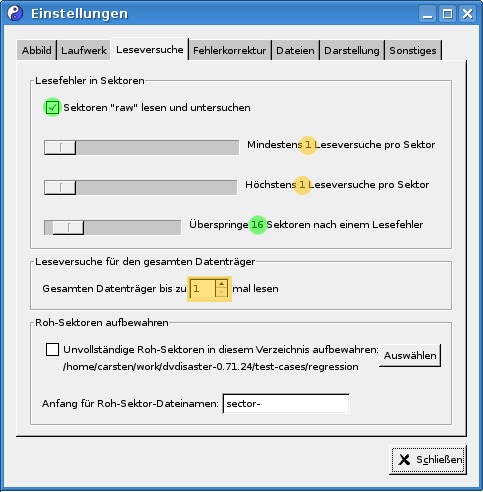 Einstellungen
Abbild Laufwerk Leseversuche Fehlerkorrektur Dateien Darstellung Sonstiges
Lesefehler in Sektoren
Sektoren "raw" lesen und untersuchen
Mindestens 1 Leseversuche pro Sektor
Höchstens 1 Leseversuche pro Sektor
Überspringe 16 Sektoren nach einem Lesefehler
Leseversuche für den gesamten Datenträger
Gesamten Datenträger bis zu 1 mal lesen
Roh-Sektoren aufbewahren
Unvollständige Roh-Sektoren in diesem Verzeichnis aufbewahren:
/home/carsten/work/dvdisaster-0.71.24/test-cases/regression
Auswählen
Anfang für Roh-Sektor-Dateinamen: sector-
Schließen